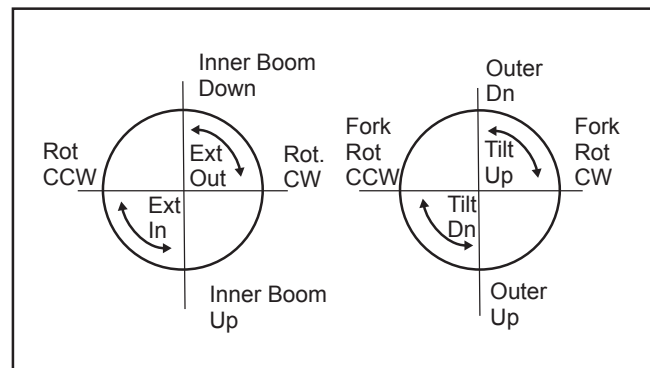 Inner Boom
Down
Rot
CCW
Ext
Out
Rot.
CW
Ext
In
Inner Boom
Up
Outer
Dn
Fork
Rot
CCW
Tilt
Up
Fork
Rot
CW
Tilt
Dn
Outer
Up